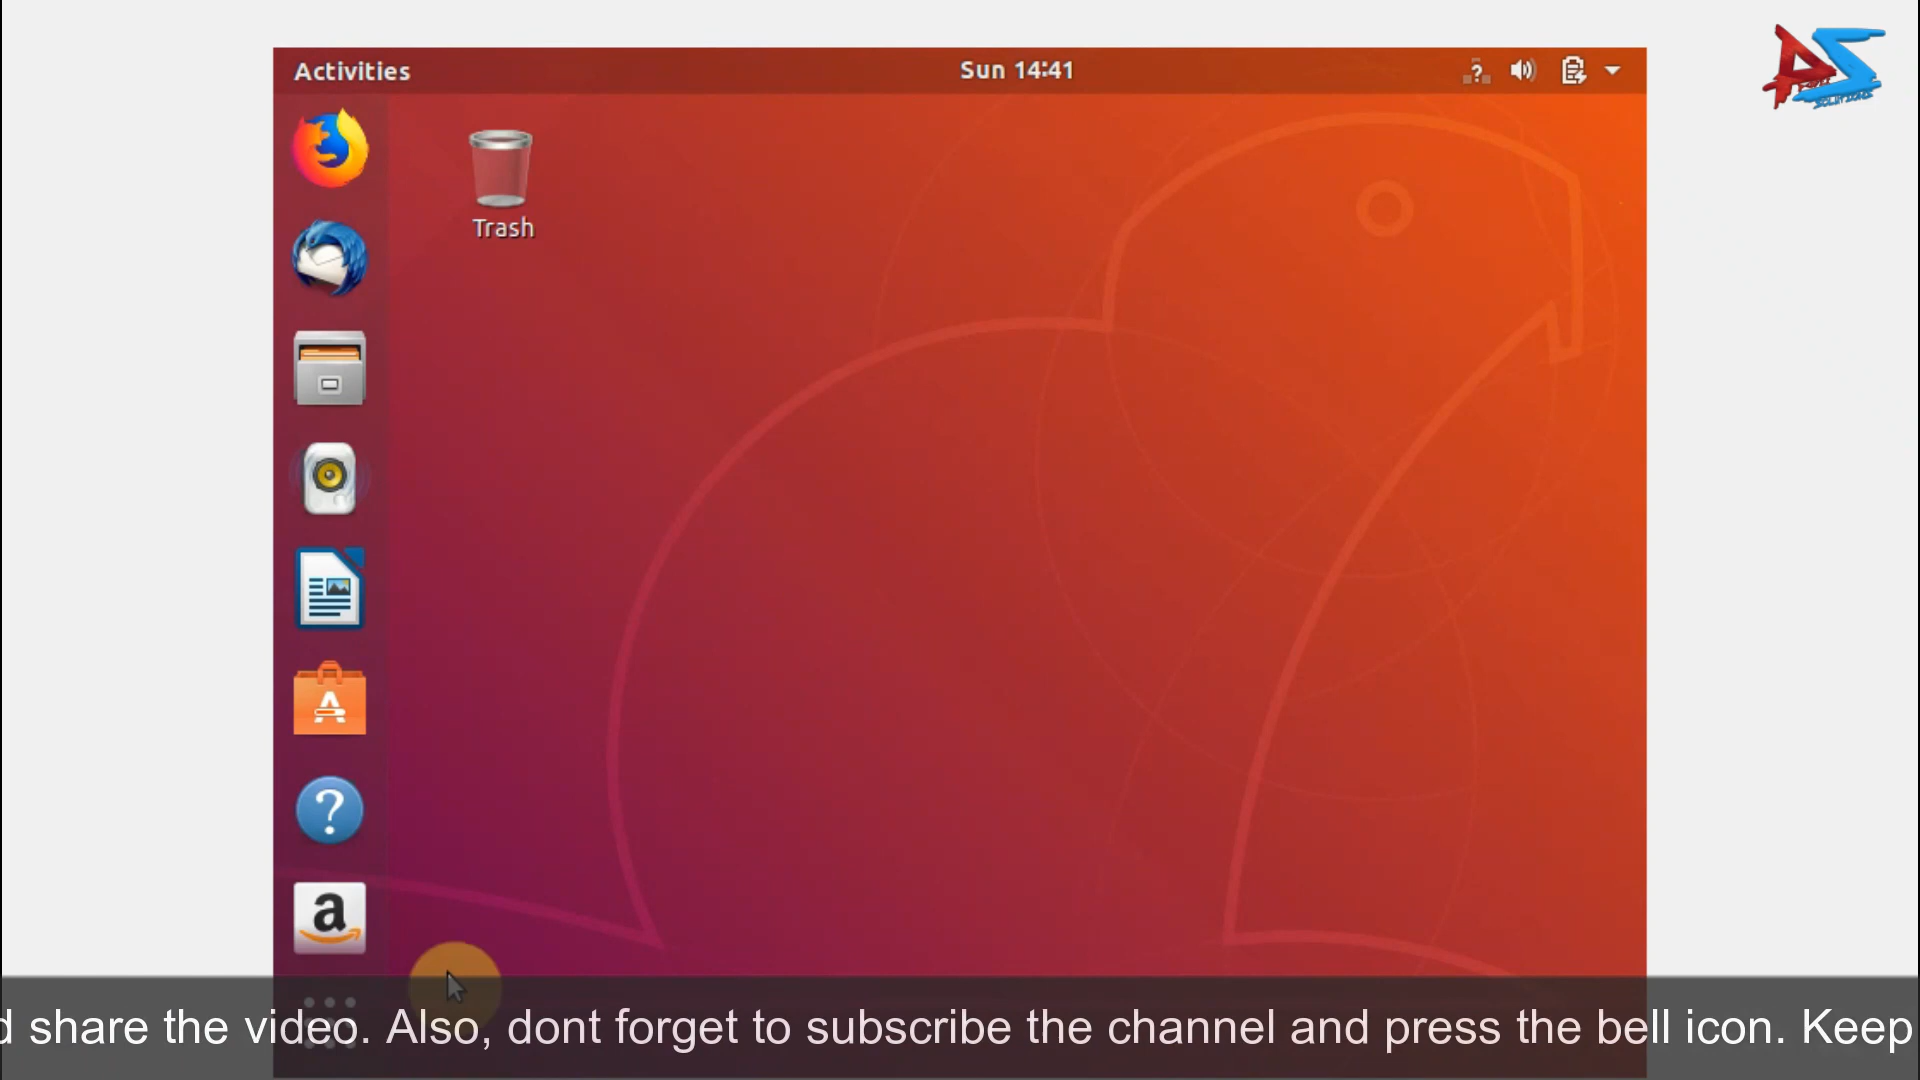 Activities
Sun 14:41
Trash
SOLUTIONS
d share the video. Also, dont forget to subscribe the channel and press the bell icon. Keep